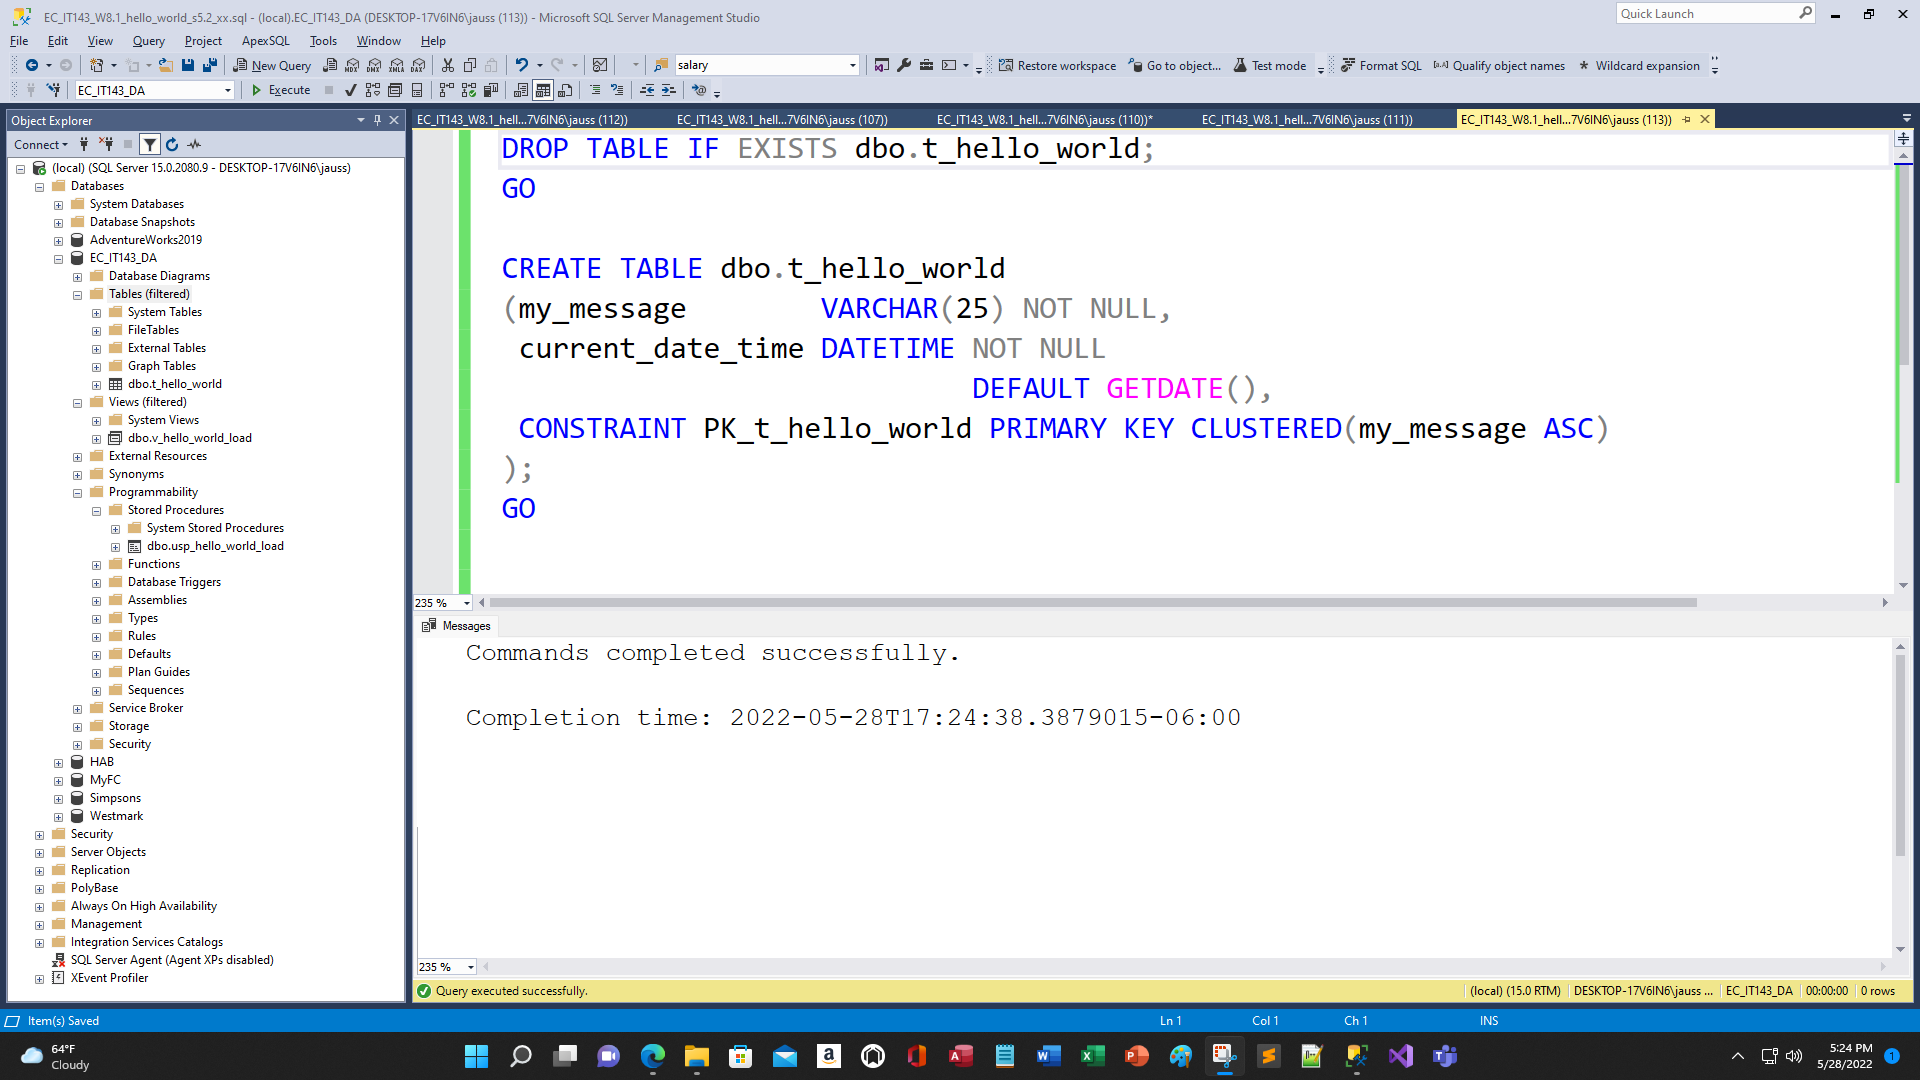 EC_IT143_W8.1_hello_world_s5.2_xx.sql - (local).EC_IT143_DA (DESKTOP-17V6IN6\jauss (113)) - Microsoft SQL Server Management Studio
Quick Launch
File Edit View Query Project ApexSQL Tools Window Help
New Query
MDX DMX XMLA DAX
salary
Restore workspace Go to object... Test mode Format SQL Qualify object names Wildcard expansion
EC_IT143_DA
Execute
Object Explorer
EC_IT143_W8.1_hell...7V6IN6\jauss (112)) EC_IT143_W8.1_hell...7V6IN6\jauss (107)) EC_IT143_W8.1_hell...7V6IN6\jauss (110))* EC_IT143_W8.1_hell...7V6IN6\jauss (111)) EC_IT143_W8.1_hell...7V6IN6\jauss (113))
Connect
(local) (SQL Server 15.0.2080.9 - DESKTOP-17V6IN6\jauss)
Databases
System Databases
Database Snapshots
AdventureWorks2019
EC_IT143_DA
Database Diagrams
Tables (filtered)
System Tables
FileTables
External Tables
Graph Tables
dbo.t_hello_world
Views (filtered)
System Views
dbo.v_hello_world_load
External Resources
Synonyms
Programmability
Stored Procedures
System Stored Procedures
dbo.usp_hello_world_load
Functions
Database Triggers
Assemblies
Types
Rules
Defaults
Plan Guides
Sequences
Service Broker
Storage
Security
HAB
MyFC
Simpsons
Westmark
Security
Server Objects
Replication
PolyBase
Always On High Availability
Management
Integration Services Catalogs
SQL Server Agent (Agent XPs disabled)
XEvent Profiler
DROP TABLE IF EXISTS dbo.t_hello_world;
GO
CREATE TABLE dbo.t_hello_world
(my_message VARCHAR(25) NOT NULL,
current_date_time DATETIME NOT NULL
DEFAULT GETDATE(),
CONSTRAINT PK_t_hello_world PRIMARY KEY CLUSTERED(my_message ASC)
);
GO
235 %
Messages
Commands completed successfully.
Completion time: 2022-05-28T17:24:38.3879015-06:00
235 %
Query executed successfully.
(local) (15.0 RTM) DESKTOP-17V6IN6\jauss ... EC_IT143_DA 00:00:00 0 rows
Item(s) Saved
Ln 1 Col 1 Ch 1 INS
64°F
Cloudy
5:24 PM
5/28/2022
1